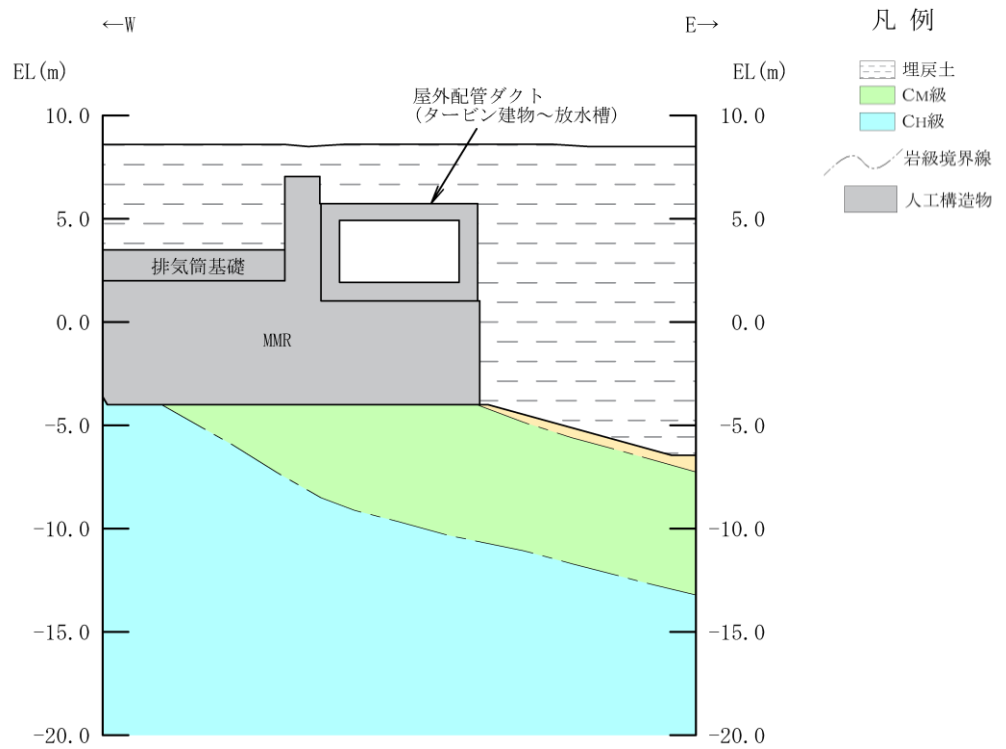 ←W
E→
凡 例
EL(m)
EL(m)
埋戻土
CM級
CH級
岩級境界線
人工構造物
屋外配管ダクト
(タービン建物～放水槽)
10.0
10.0
5.0
5.0
排気筒基礎
0.0
0.0
MMR
-5.0
-5.0
-10.0
-10.0
-15.0
-15.0
-20.0
-20.0